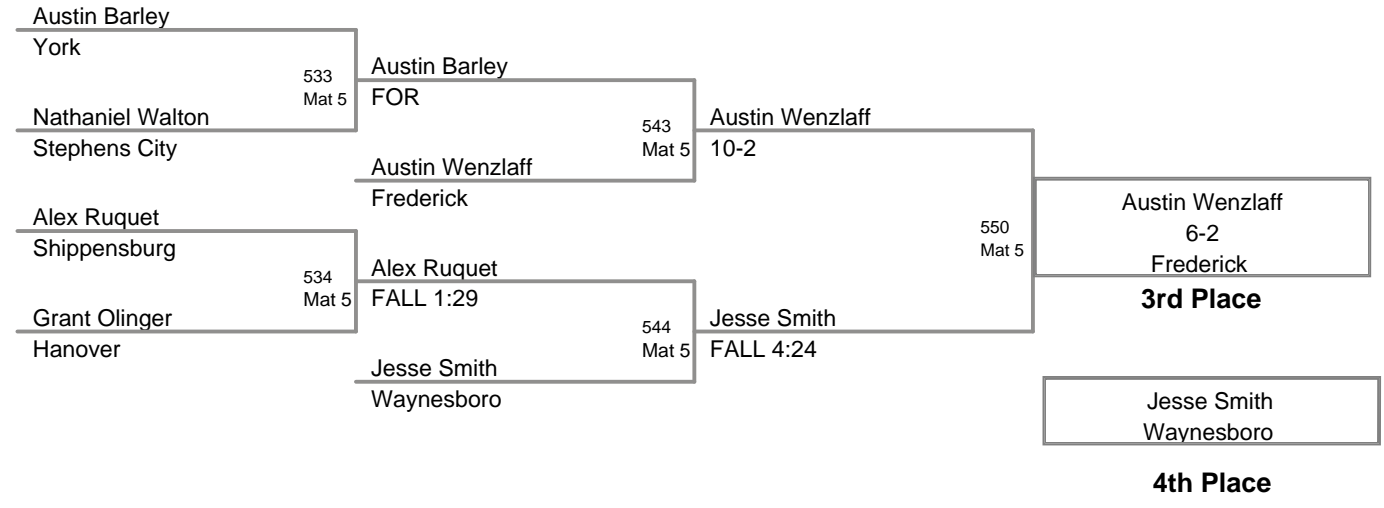 Austin Barley
York
533
Mat 5
Nathaniel Walton
Stephens City
Austin Barley
FOR
543
Mat 5
Austin Wenzlaff
Frederick
Austin Wenzlaff
10-2
Alex Ruquet
Shippensburg
534
Mat 5
Grant Olinger
Hanover
Alex Ruquet
FALL 1:29
544
Mat 5
Jesse Smith
Waynesboro
Jesse Smith
FALL 4:24
550
Mat 5
Austin Wenzlaff
6-2
Frederick
3rd Place
Jesse Smith
Waynesboro
4th Place